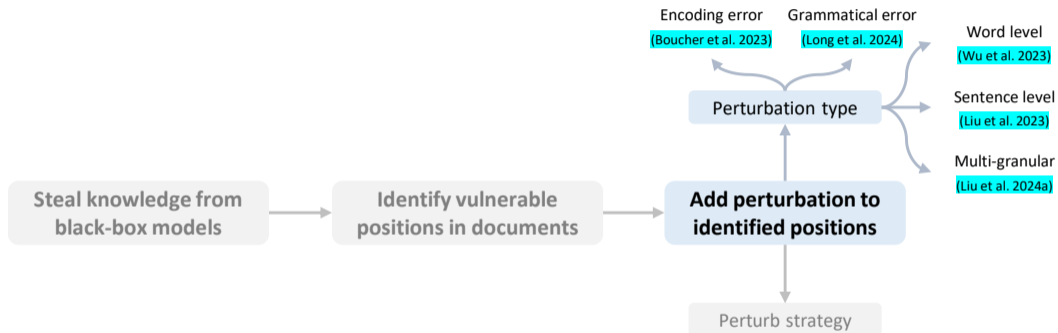 Encoding error
(Boucher et al. 2023)
Grammatical error
(Long et al. 2024)
Word level
(Wu et al. 2023)
Perturbation type
Sentence level
(Liu et al. 2023)
Multi-granular
(Liu et al. 2024a)
Steal knowledge from
black-box models
Identify vulnerable
positions in documents
Add perturbation to
identified positions
Perturb strategy